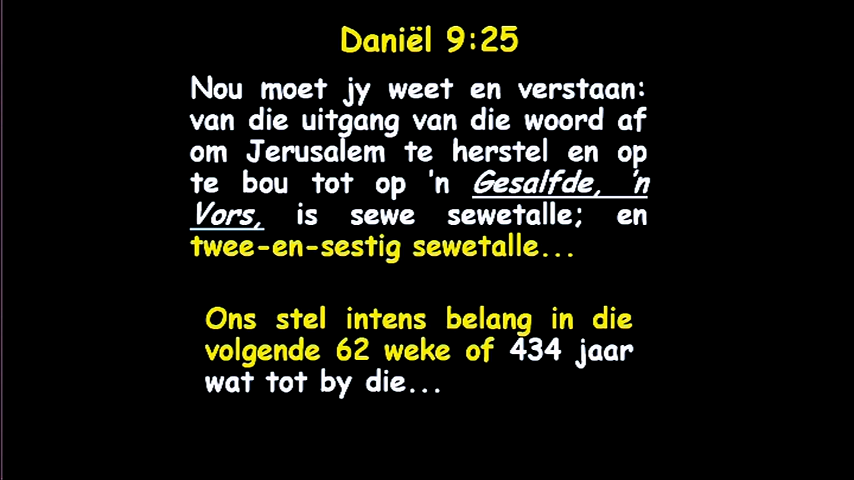 Daniël 9:25
Nou moet jy weet en verstaan:
van die uitgang van die woord af
om Jerusalem te herstel en op
te bou tot op 'n Gesalfde, 'n
Vors, is sewe sewetalle; en
twee-en-sestig sewetalle...
Ons stel intens belang in die
volgende 62 weke of 434 jaar
wat tot by die...